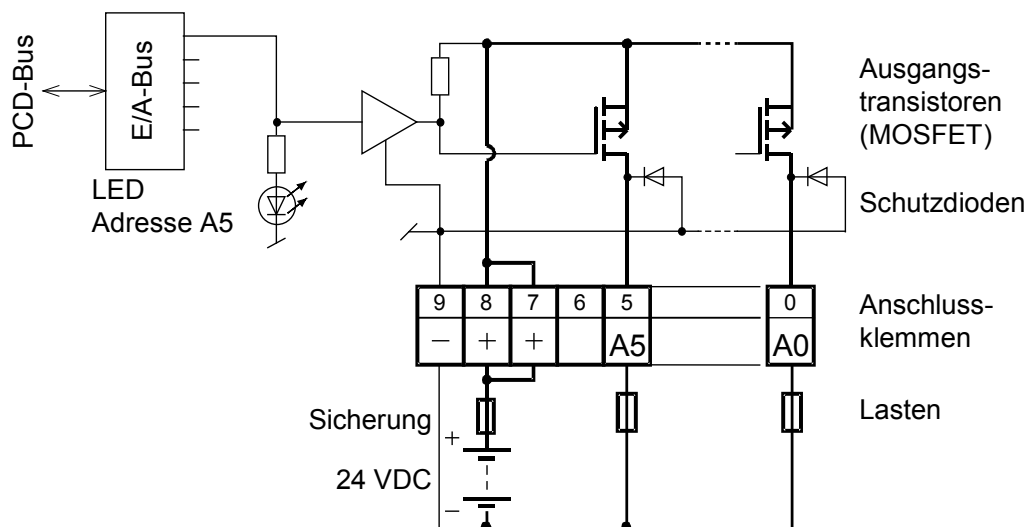 PCD-Bus
E/A-Bus
LED
Adresse A5
Ausgangs-
transistoren
(MOSFET)
Schutzdioden
9 8 7 6 5 0
– + + A5 A0
Anschluss-
klemmen
Sicherung
Lasten
+
24 VDC
–